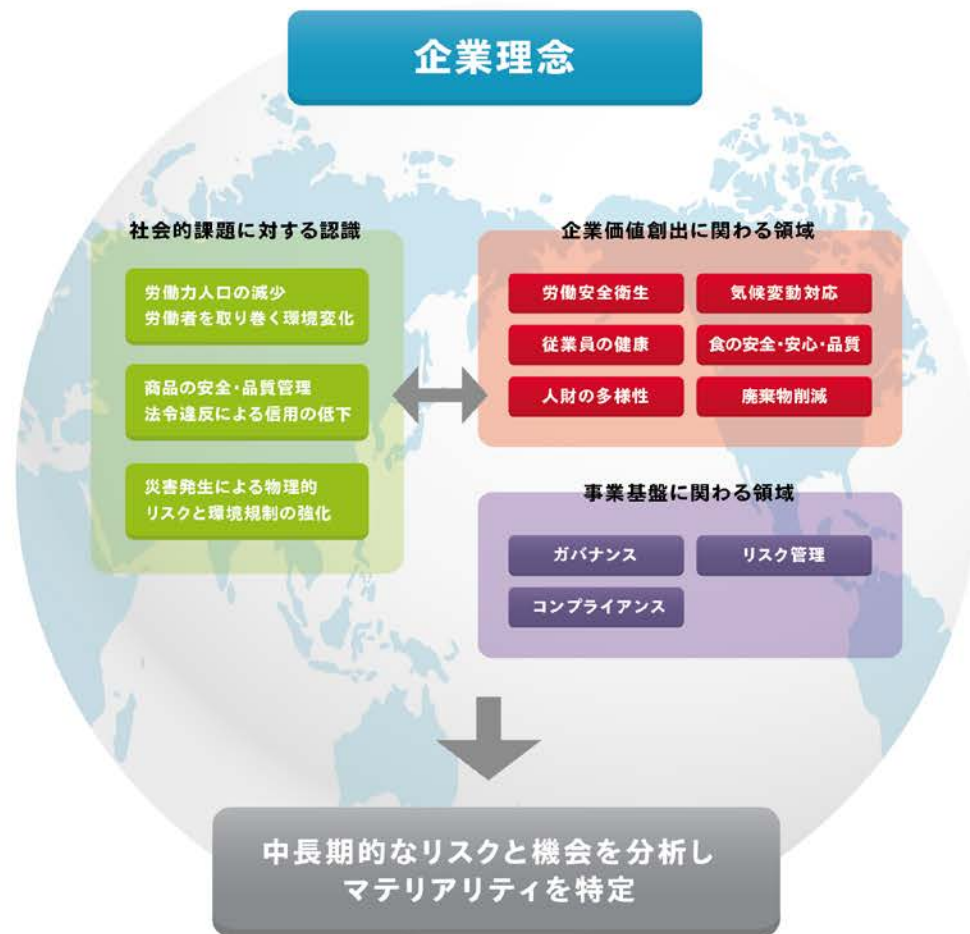 企業理念
社会的課題に対する認識
労働力人口の減少
労働者を取り巻く環境変化
商品の安全・品質管理
法令違反による信用の低下
災害発生による物理的
リスクと環境規制の強化
企業価値創出に関わる領域
労働安全衛生
気候変動対応
従業員の健康
食の安全・安心・品質
人財の多様性
廃棄物削減
事業基盤に関わる領域
ガバナンス
リスク管理
コンプライアンス
中長期的なリスクと機会を分析し
マテリアリティを特定